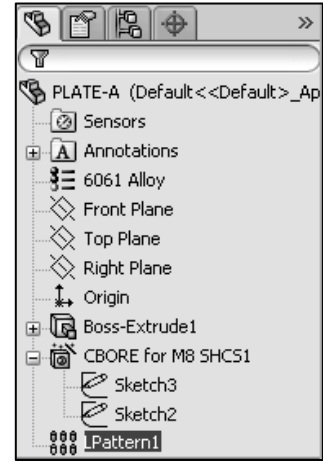 »
PLATE-A (Default<<Default>_Ap
Sensors
A Annotations
6061 Alloy
Front Plane
Top Plane
Right Plane
Origin
Boss-Extrude1
CBORE for M8 SHCS1
Sketch3
Sketch2
LPattern1